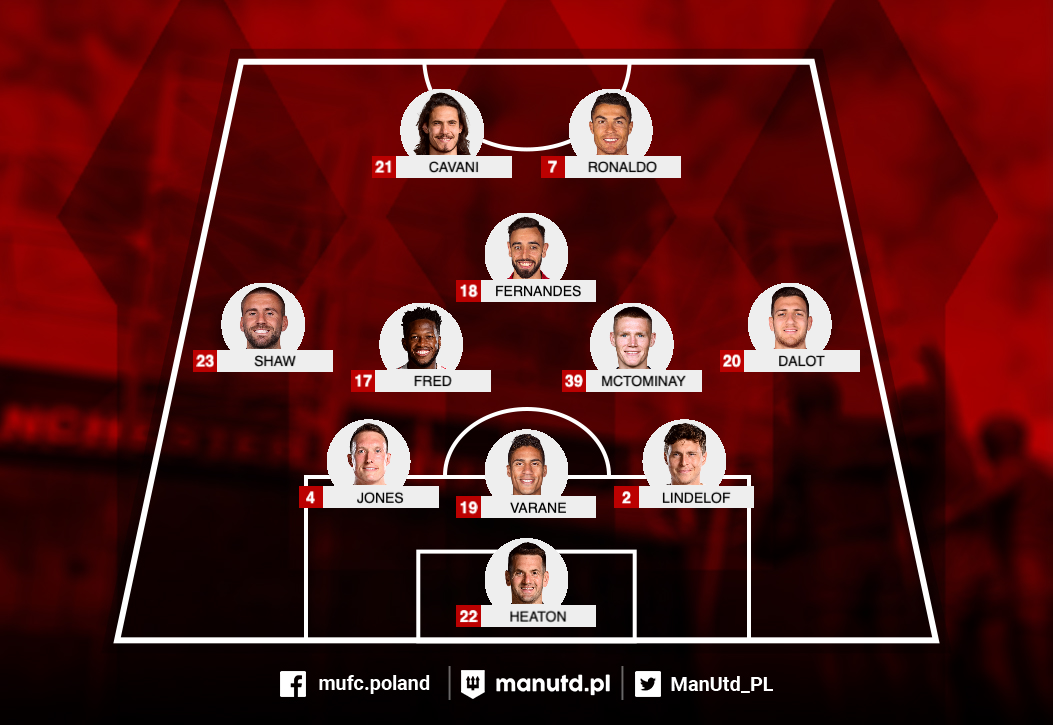 21 CAVANI
7 RONALDO
18 FERNANDES
23 SHAW
20 DALOT
17 FRED
39 MCTOMINAY
4 JONES
2 LINDELOF
19 VARANE
22 HEATON
mufc.poland
manutd.pl
ManUtd_PL